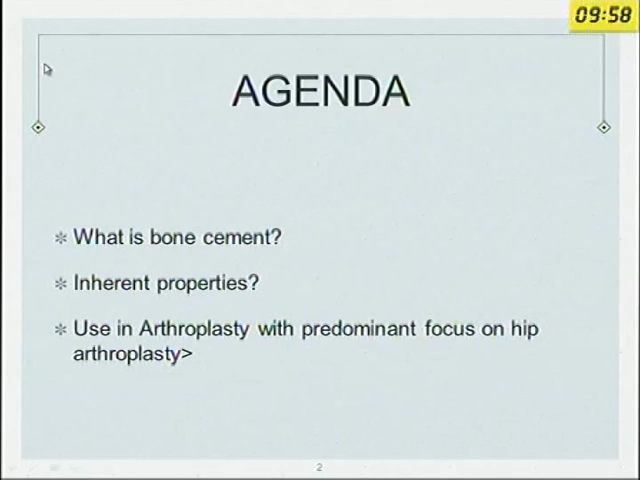 09:58
AGENDA
What is bone cement?
Inherent properties?
Use in Arthroplasty with predominant focus on hip
arthroplasty>
2